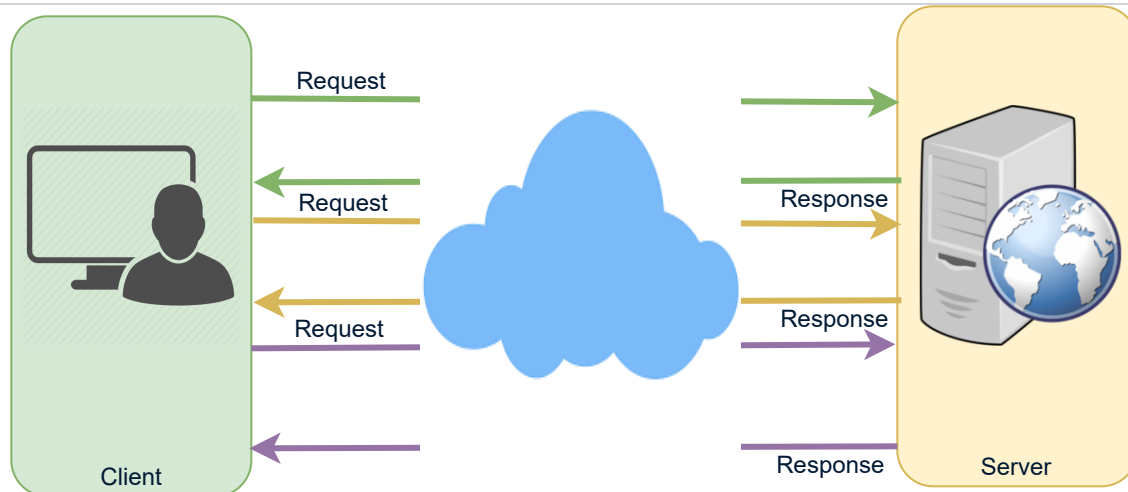 Request
Request
Response
Request
Response
Response
Client
Server